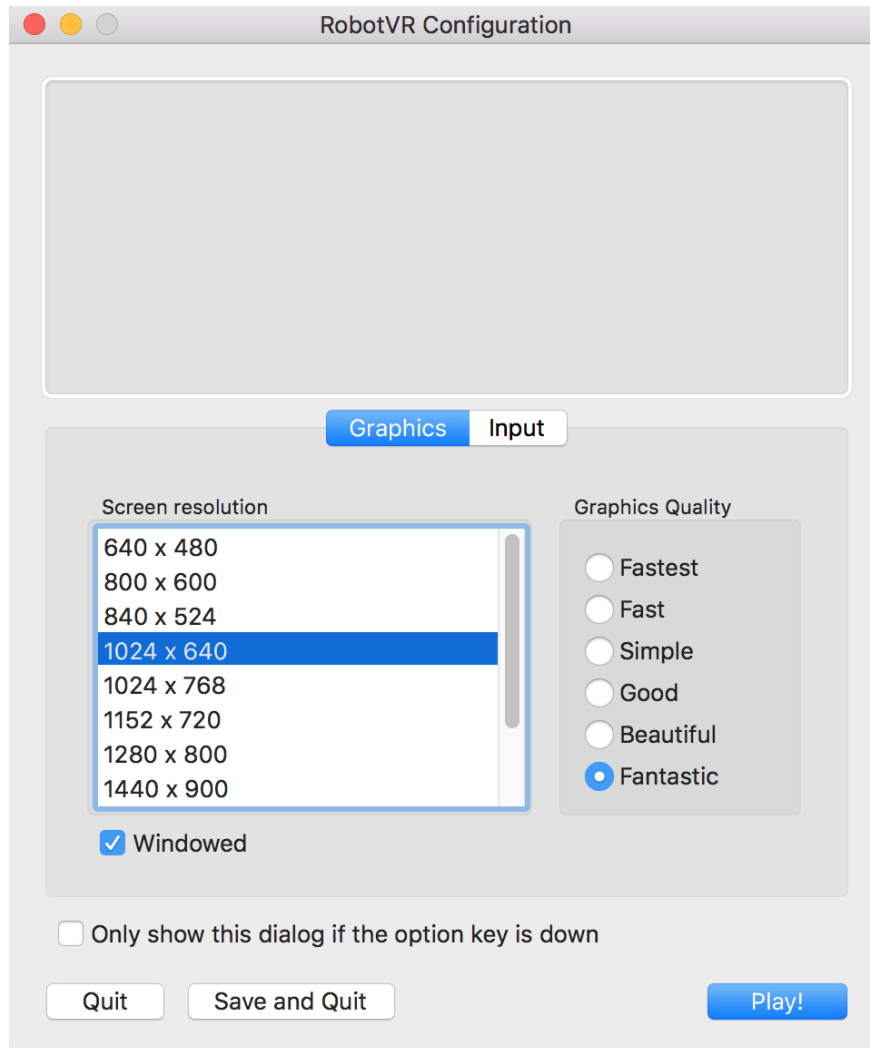 RobotVR Configuration
Graphics Input
Screen resolution
640 x 480
800 x 600
840 x 524
1024 x 640
1024 x 768
1152 x 720
1280 x 800
1440 x 900
Windowed
Graphics Quality
Fastest
Fast
Simple
Good
Beautiful
Fantastic
Only show this dialog if the option key is down
Quit Save and Quit Play!